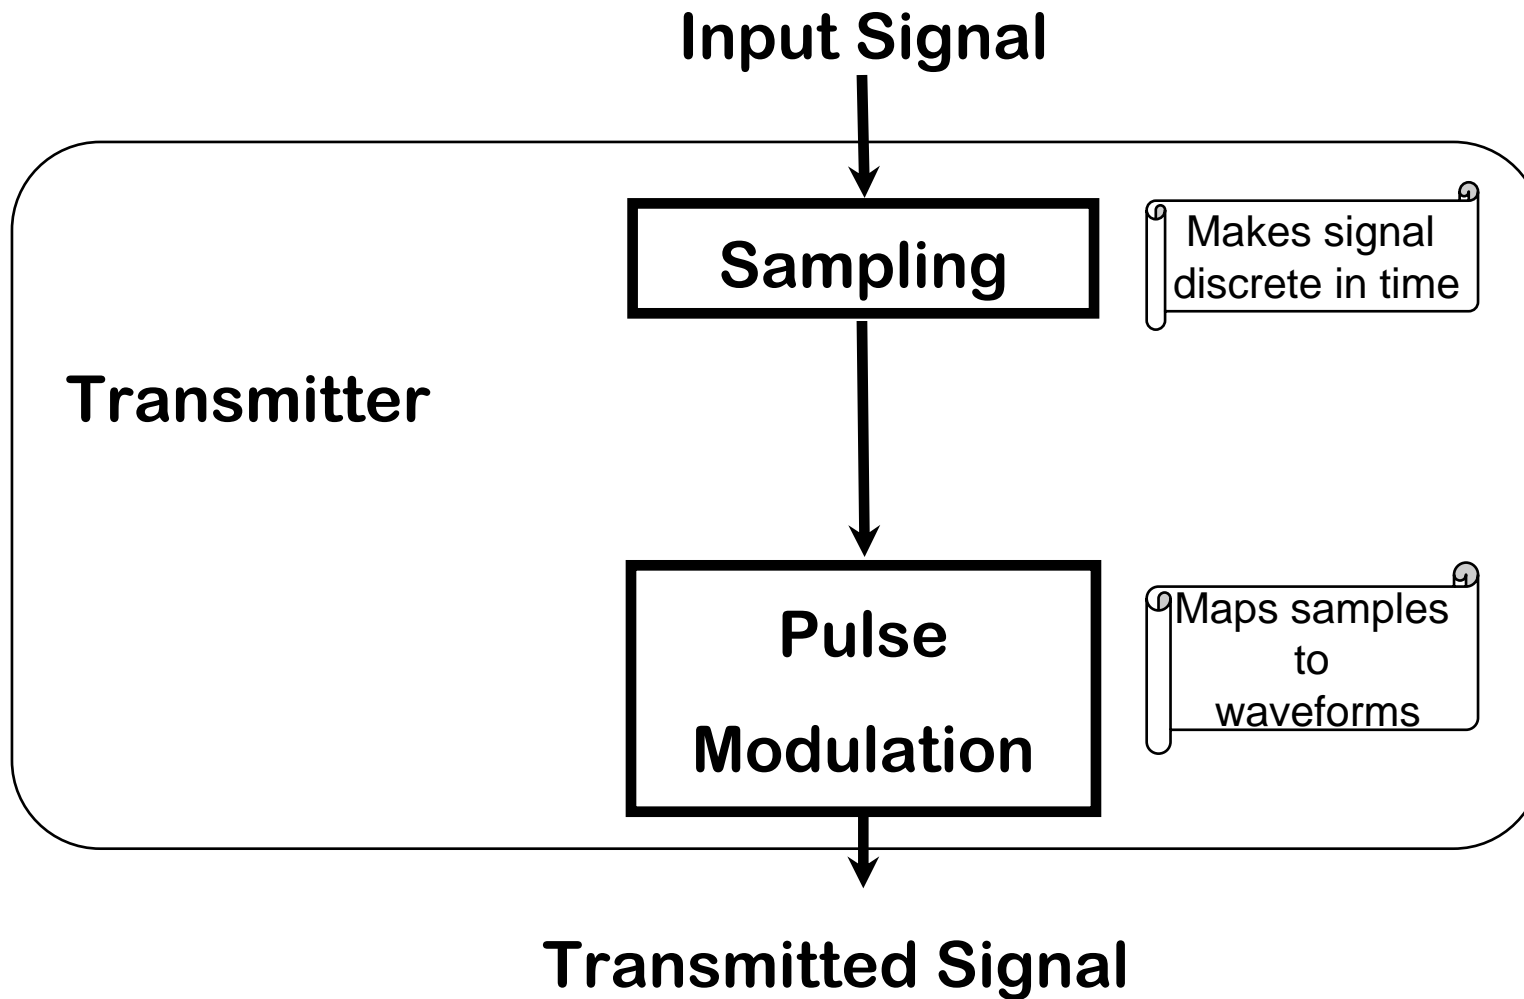 Input Signal
Sampling
Makes signal
discrete in time
Transmitter
Pulse
Modulation
Maps samples
to
waveforms
Transmitted Signal